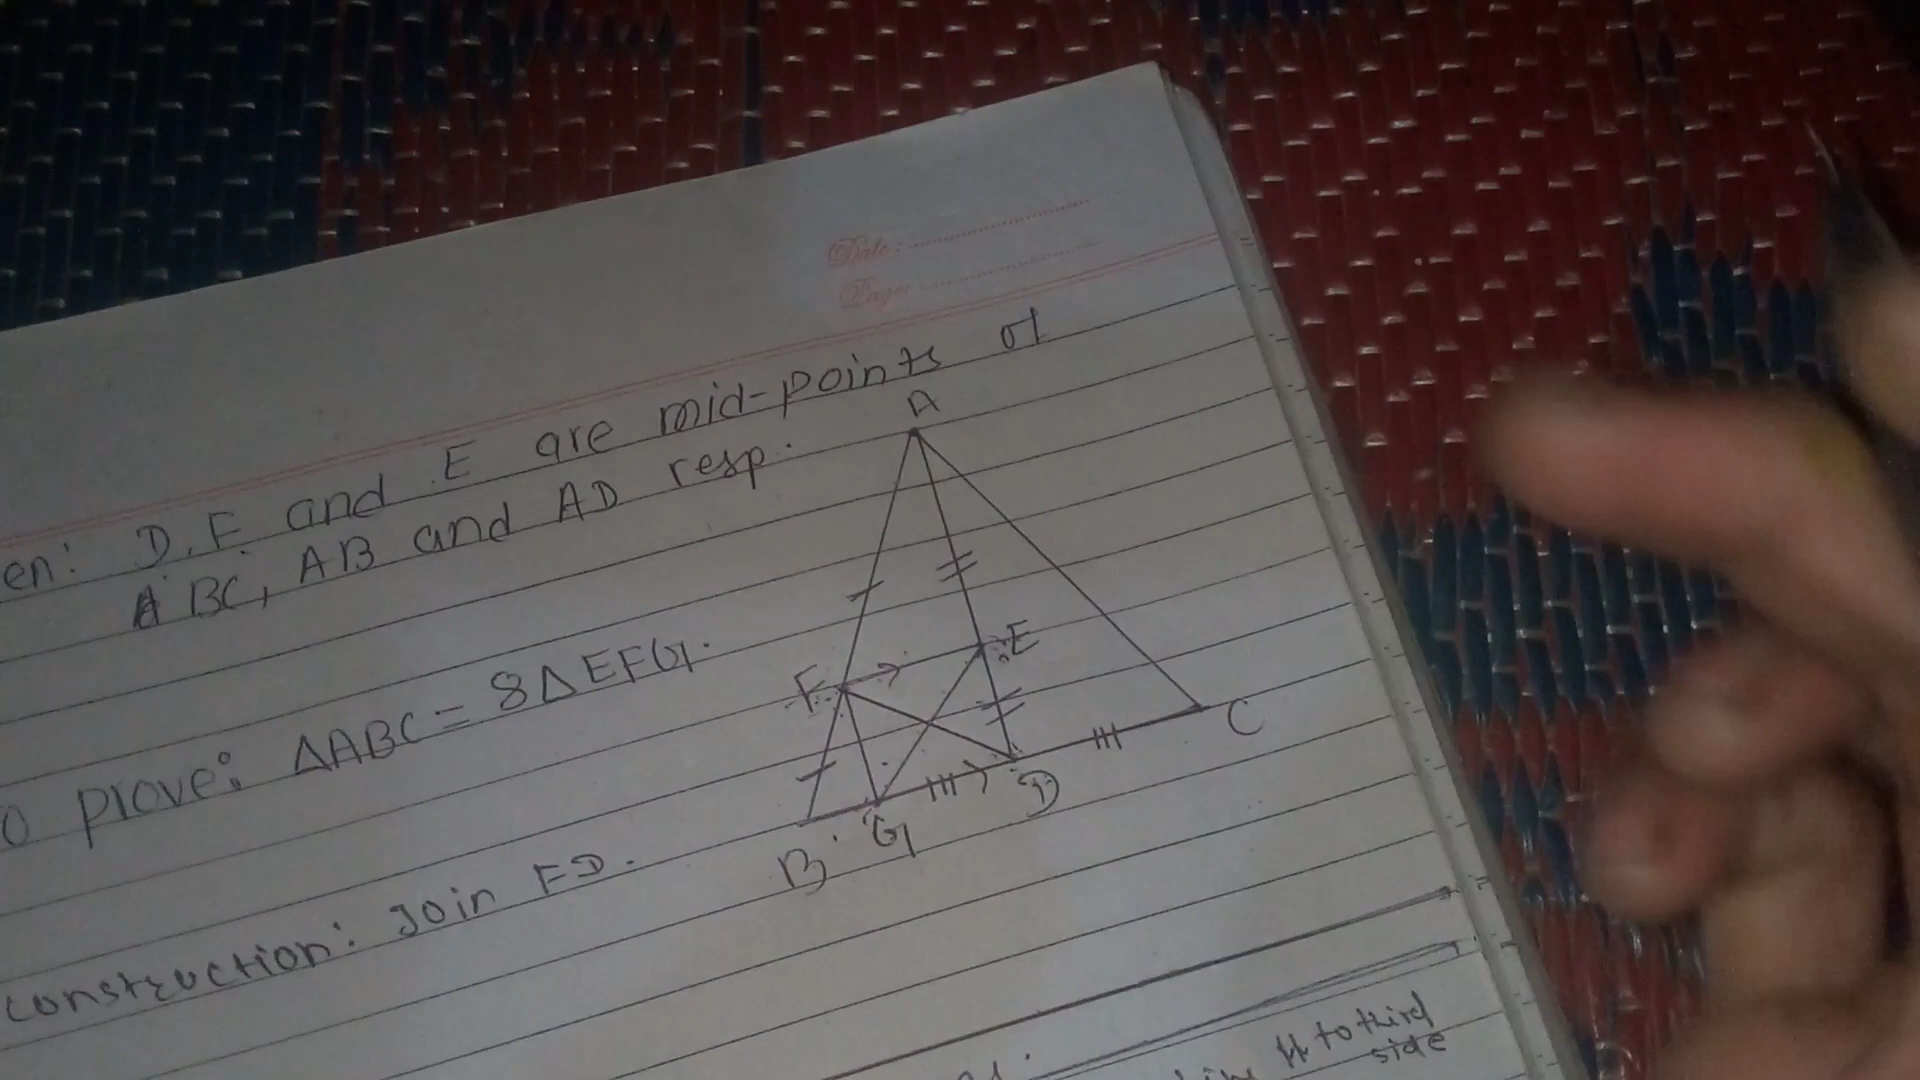 Date:
Page:
en: D, F and E are mid-points of
BC, AB and AD resp.
O prove: ΔABC = 8ΔEFG.
construction: Join FD.
A
F
E
B
G
D
C
to third
side